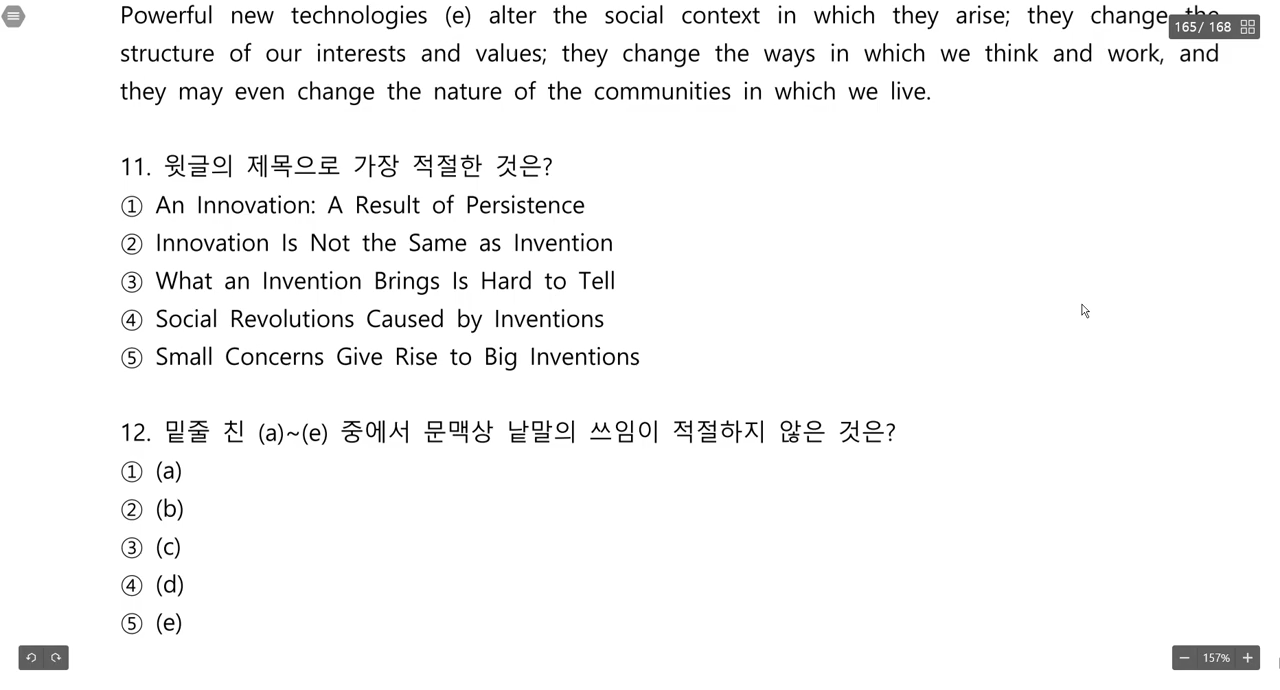 Powerful new technologies (e) alter the social context in which they arise; they change
structure of our interests and values; they change the ways in which we think and work, and
they may even change the nature of the communities in which we live.
165/ 168
11. 윗글의 제목으로 가장 적절한 것은?
① An Innovation: A Result of Persistence
② Innovation Is Not the Same as Invention
③ What an Invention Brings Is Hard to Tell
④ Social Revolutions Caused by Inventions
⑤ Small Concerns Give Rise to Big Inventions
12. 밑줄 친 (a)~(e) 중에서 문맥상 낱말의 쓰임이 적절하지 않은 것은?
① (a)
② (b)
③ (c)
④ (d)
⑤ (e)
157%